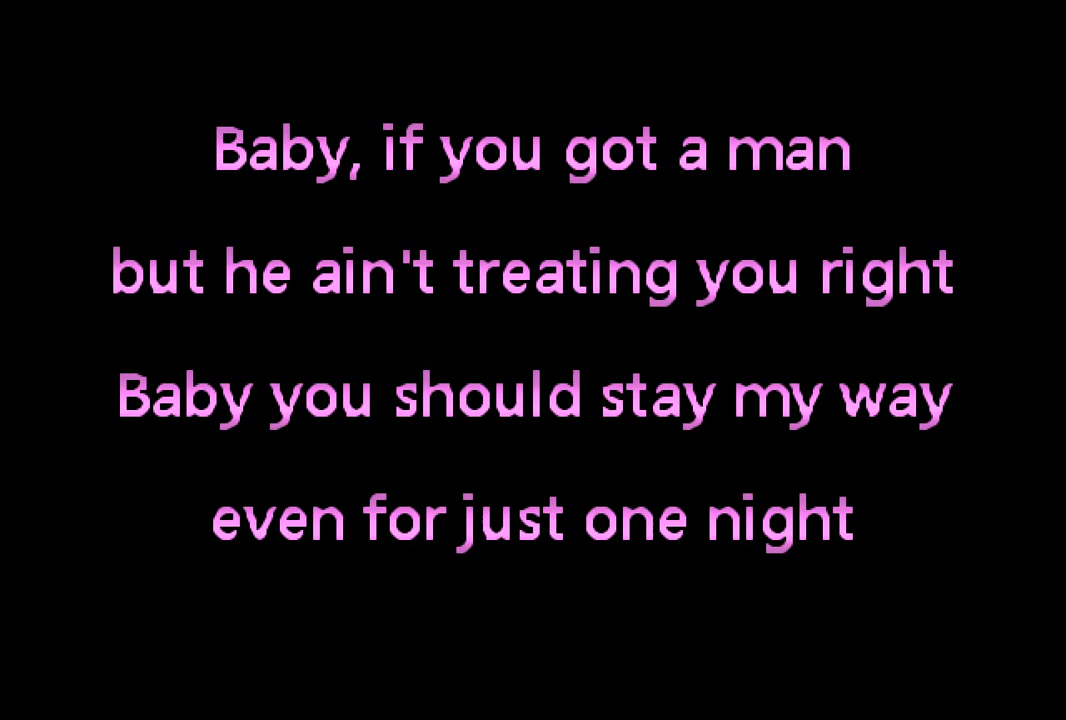 Baby, if you got a man
but he ain't treating you right
Baby you should stay my way
even for just one night